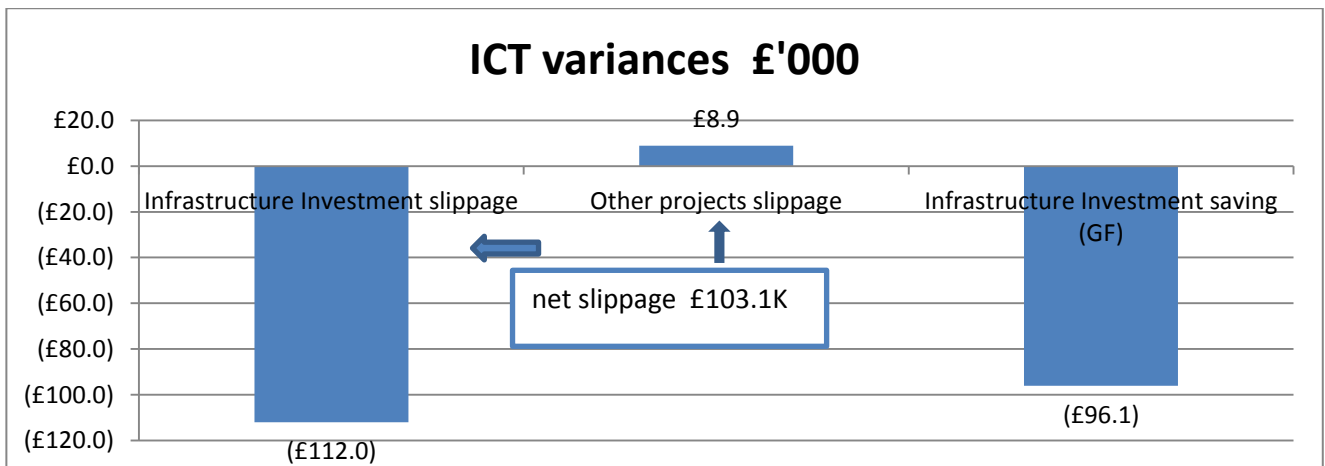 ICT variances £'000
£20.0
£0.0
(£20.0)
(£40.0)
(£60.0)
(£80.0)
(£100.0)
(£120.0)
£8.9
Infrastructure Investment slippage
Other projects slippage
Infrastructure Investment saving
(GF)
net slippage £103.1K
(£96.1)
(£112.0)